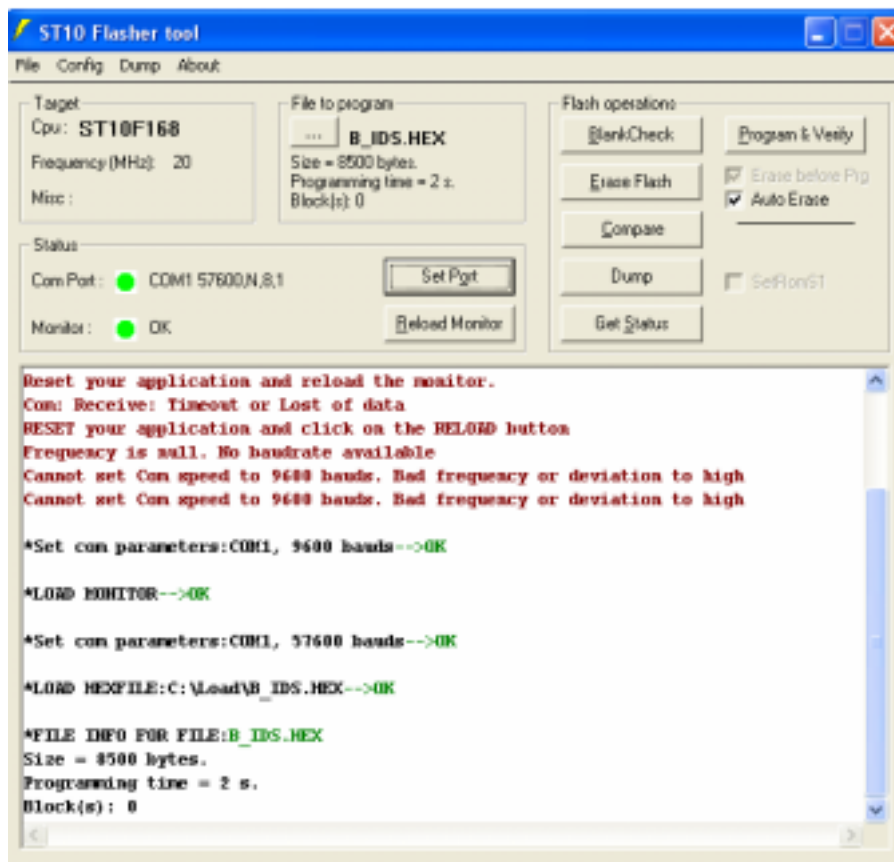 ST10 Flasher tool
File Config Dump About
Target
Cpu : ST10F168
Frequency (MHz): 20
Misc :
File to program
... B_IDS.HEX
Size = 8500 bytes.
Programming time = 2 s.
Block(s): 0
Flash operations
BlankCheck
Program & Verify
Erase Flash
Erase before Prg
Auto Erase
Compare
Dump
Get Status
Status
Com Port : COM1 57600,N,8,1
Set Port
Monitor : OK
Reload Monitor
Reset your application and reload the monitor.
Com: Receive: Timeout or Lost of data
RESET your application and click on the RELOAD button
Frequency is null. No baudrate available
Cannot set Com speed to 9600 bauds. Bad frequency or deviation to high
Cannot set Com speed to 9600 bauds. Bad frequency or deviation to high
*Set com parameters:COM1, 9600 bauds-->OK
*LOAD MONITOR-->OK
*Set com parameters:COM1, 57600 bauds-->OK
*LOAD HEXFILE:C:\Load\B_IDS.HEX-->OK
*FILE INFO FOR FILE:B_IDS.HEX
Size = 8500 bytes.
Programming time = 2 s.
Block(s): 0